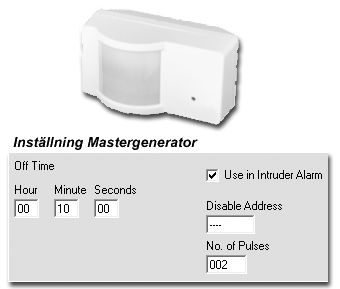 Inställning Mastergenerator
Off Time
Hour Minute Seconds
00 10 00
Use in Intruder Alarm
Disable Address
----
No. of Pulses
002